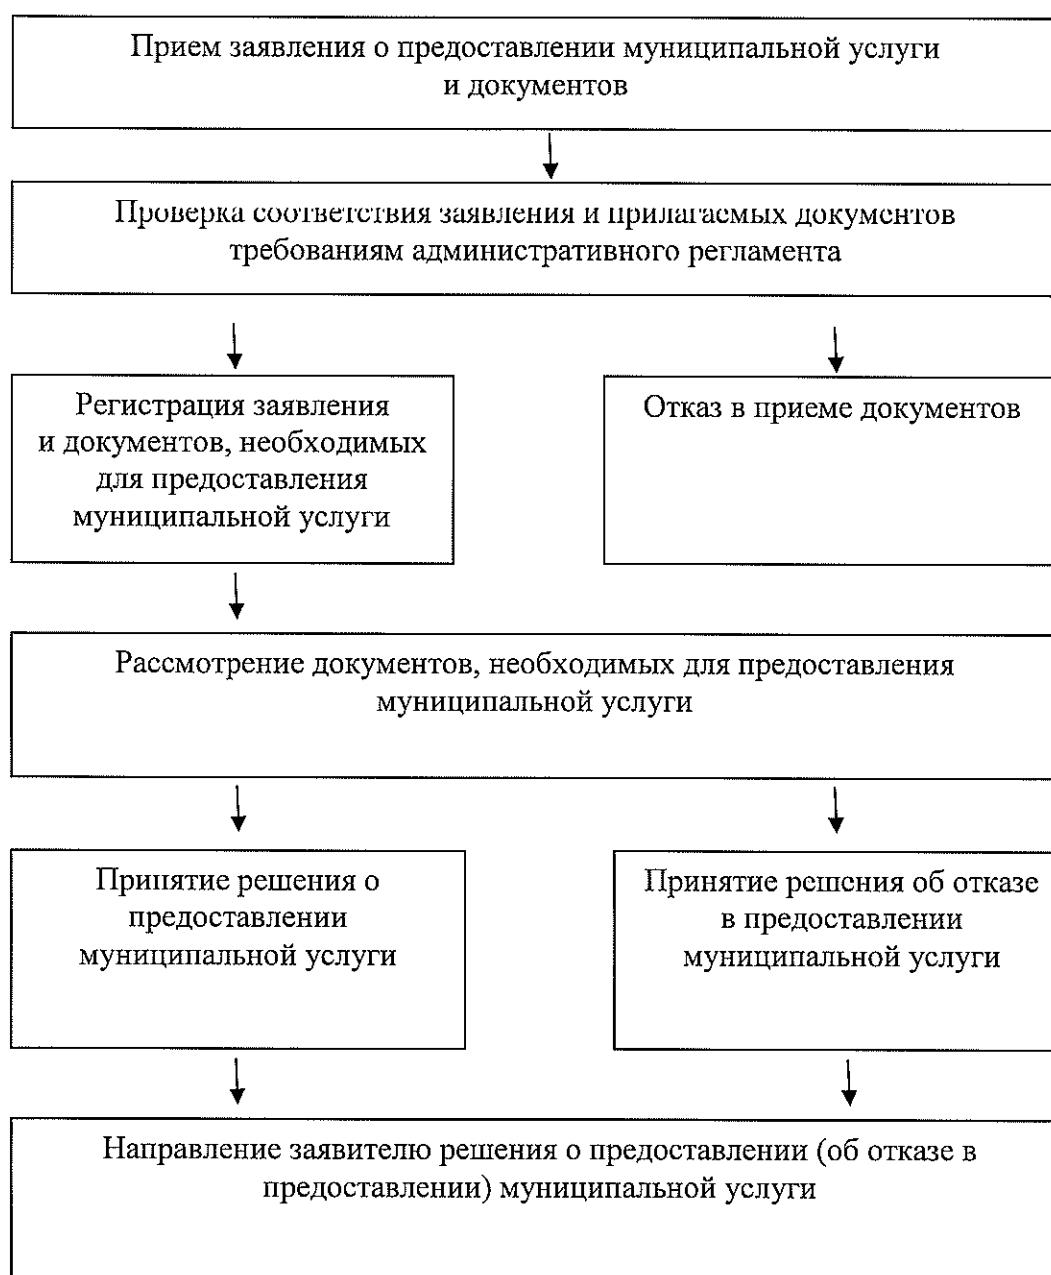 Прием заявления о предоставлении муниципальной услуги
и документов
Проверка соответствия заявления и прилагаемых документов
требованиям административного регламента
Регистрация заявления
и документов, необходимых
для предоставления
муниципальной услуги
Отказ в приеме документов
Рассмотрение документов, необходимых для предоставления
муниципальной услуги
Принятие решения о
предоставлении
муниципальной услуги
Принятие решения об отказе
в предоставлении
муниципальной услуги
Направление заявителю решения о предоставлении (об отказе в
предоставлении) муниципальной услуги